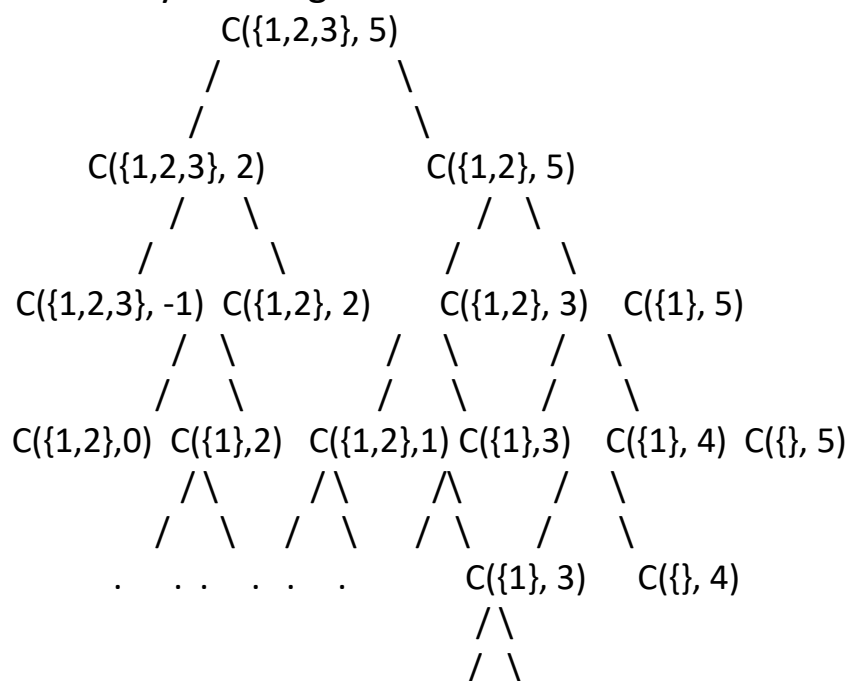 C({1,2,3}, 5)
/ \
/ \
/ \
C({1,2,3}, 2) C({1,2}, 5)
/ \ / \
/ \ / \
/ \ / \
C({1,2,3}, -1) C({1,2}, 2) C({1,2}, 3) C({1}, 5)
/ \ / \ / \
/ \ / \ / \
/ \ / \ / \
C({1,2},0) C({1},2) C({1,2},1) C({1},3) C({1}, 4) C({}, 5)
/\ /\ /\ / \
/ \ / \ / \ / \
. . . . . . C({1}, 3) C({}, 4)
/\
/ \